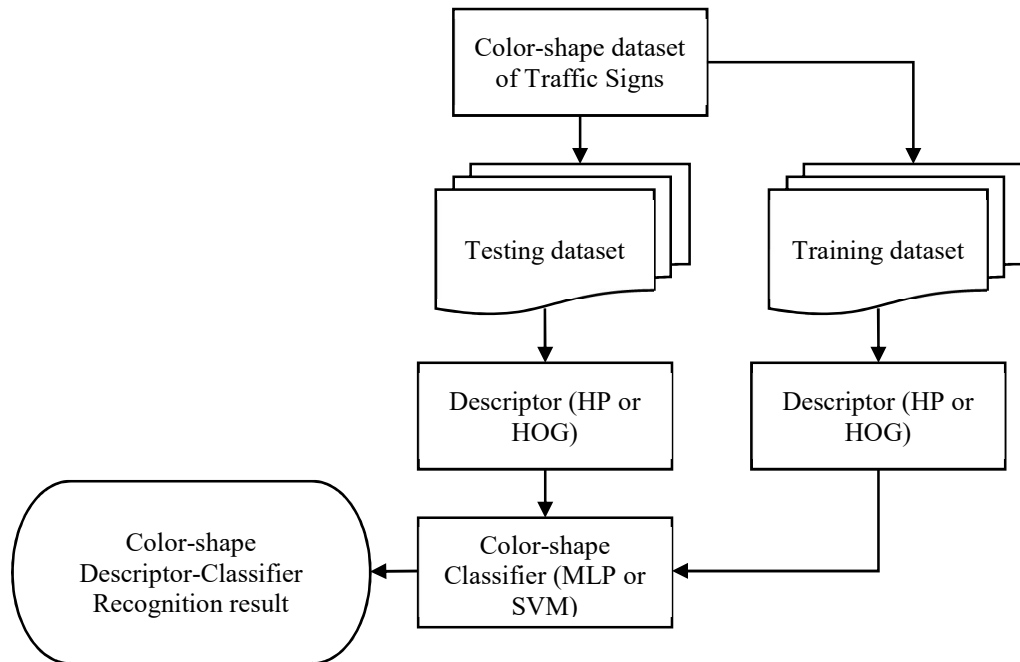 Color-shape dataset
of Traffic Signs
Testing dataset
Training dataset
Descriptor (HP or
HOG)
Descriptor (HP or
HOG)
Color-shape
Descriptor-Classifier
Recognition result
Color-shape
Classifier (MLP or
SVM)